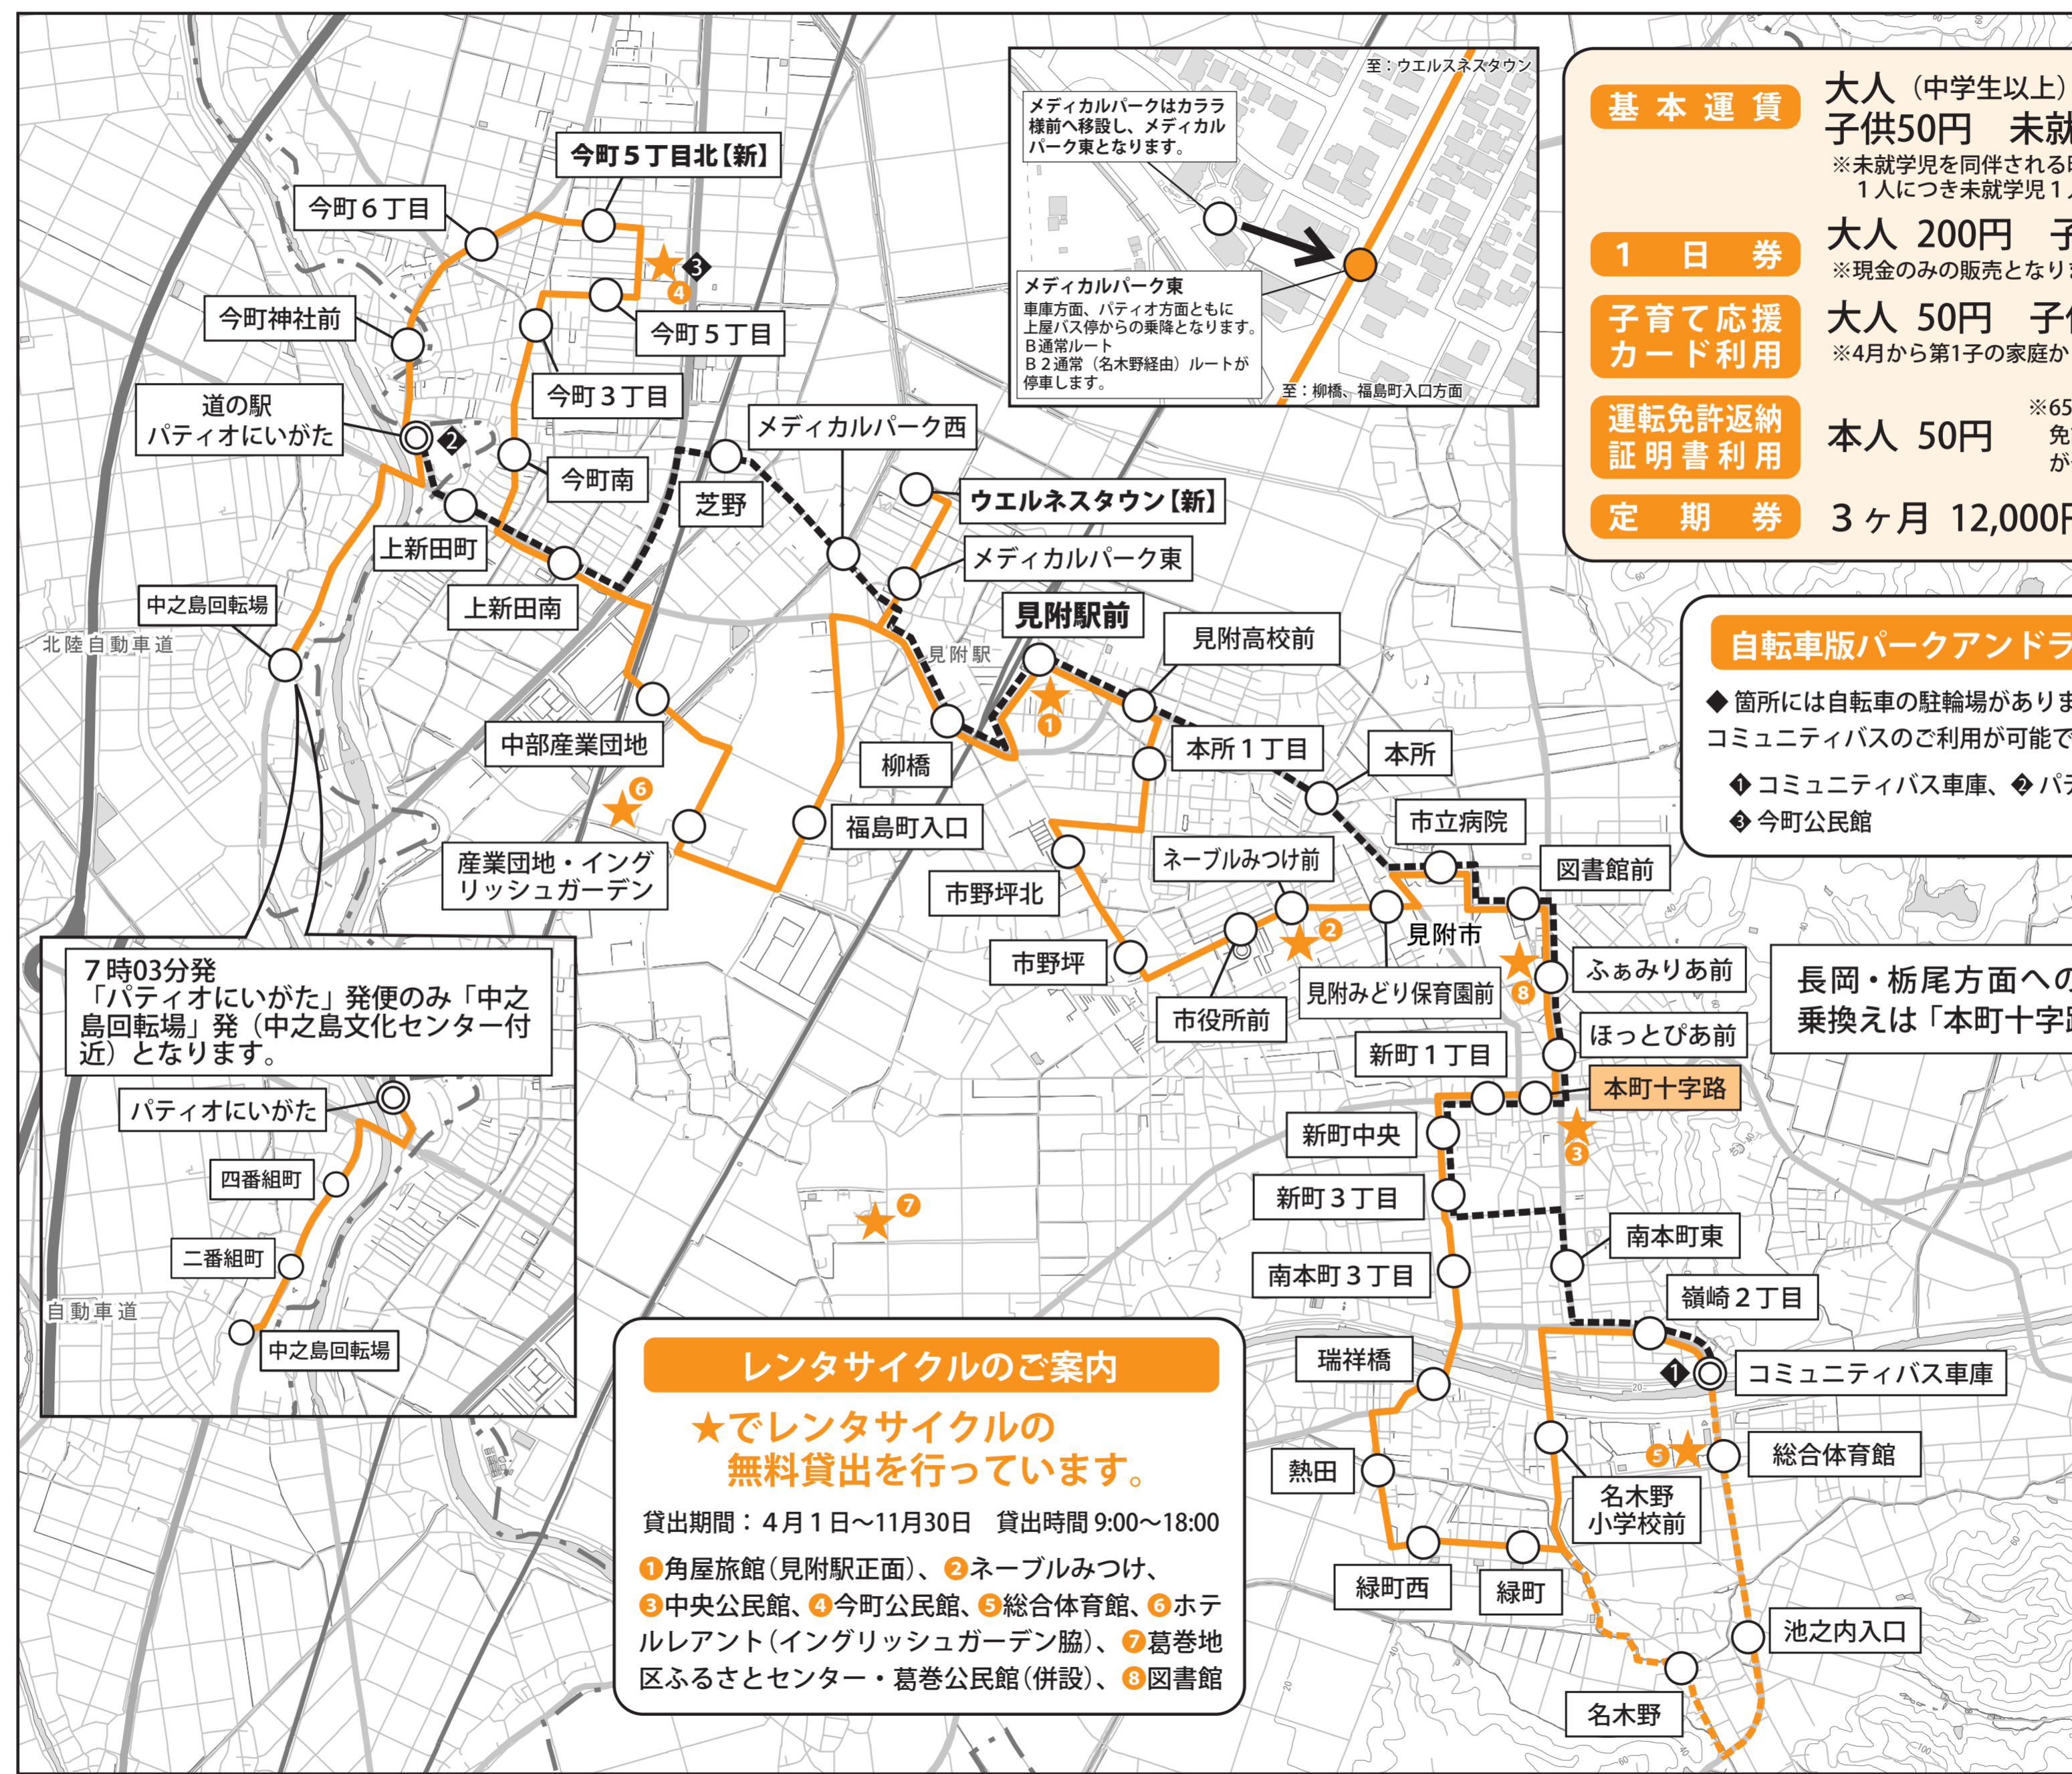 今町５丁目北【新】
今町６丁目
今町神社前
道の駅
パティオにいがた
❷
❸
❹
今町５丁目
今町３丁目
今町南
上新田町
上新田南
芝野
メディカルパーク西
ウエルネスタウン【新】
メディカルパーク東
中之島回転場
北陸自動車道
見附駅
見附駅前
❶
見附高校前
本所１丁目
本所
柳橋
中部産業団地
❻
産業団地・イング
リッシュガーデン
福島町入口
市野坪北
市野坪
ネーブルみつけ前
❷
市役所前
見附みどり保育園前
見附市
市立病院
図書館前
❽
ふぁみりあ前
ほっとぴあ前
新町１丁目
本町十字路
❸
新町中央
新町３丁目
南本町３丁目
南本町東
嶺崎２丁目
❶
コミュニティバス車庫
瑞祥橋
熱田
緑町西
緑町
名木野
小学校前
❺
総合体育館
池之内入口
名木野
❼
至：ウエルスネスタウン
メディカルパークはカララ
様前へ移設し、メディカル
パーク東となります。
メディカルパーク東
車庫方面、パティオ方面ともに
上屋バス停からの乗降となります。
Ｂ通常ルート
Ｂ２通常（名木野経由）ルートが
停車します。
至：柳橋、福島町入口方面
基本運賃
大人（中学生以上）
子供50円　未就
※未就学児を同伴される
１人につき未就学児１
１日券
大人 200円　子
※現金のみの販売となり
子育て応援
カード利用
大人 50円　子
※4月から第1子の家庭か
運転免許返納
証明書利用
本人 50円
※65
免
が
定期券
３ヶ月 12,000円
自転車版パークアンドラ
◆箇所には自転車の駐輪場がありま
コミュニティバスのご利用が可能で
❶コミュニティバス車庫、❷パテ
❸今町公民館
長岡・栃尾方面への
乗換えは「本町十字路
７時03分発
「パティオにいがた」発便のみ「中之
島回転場」発（中之島文化センター付
近）となります。
パティオにいがた
四番組町
二番組町
自動車道
中之島回転場
レンタサイクルのご案内
★でレンタサイクルの
無料貸出を行っています。
貸出期間：４月１日〜11月30日　貸出時間 9:00〜18:00
❶角屋旅館（見附駅正面）、❷ネーブルみつけ、
❸中央公民館、❹今町公民館、❺総合体育館、❻ホテ
ルレアント（イングリッシュガーデン脇）、❼葛巻地
区ふるさとセンター・葛巻公民館（併設）、❽図書館